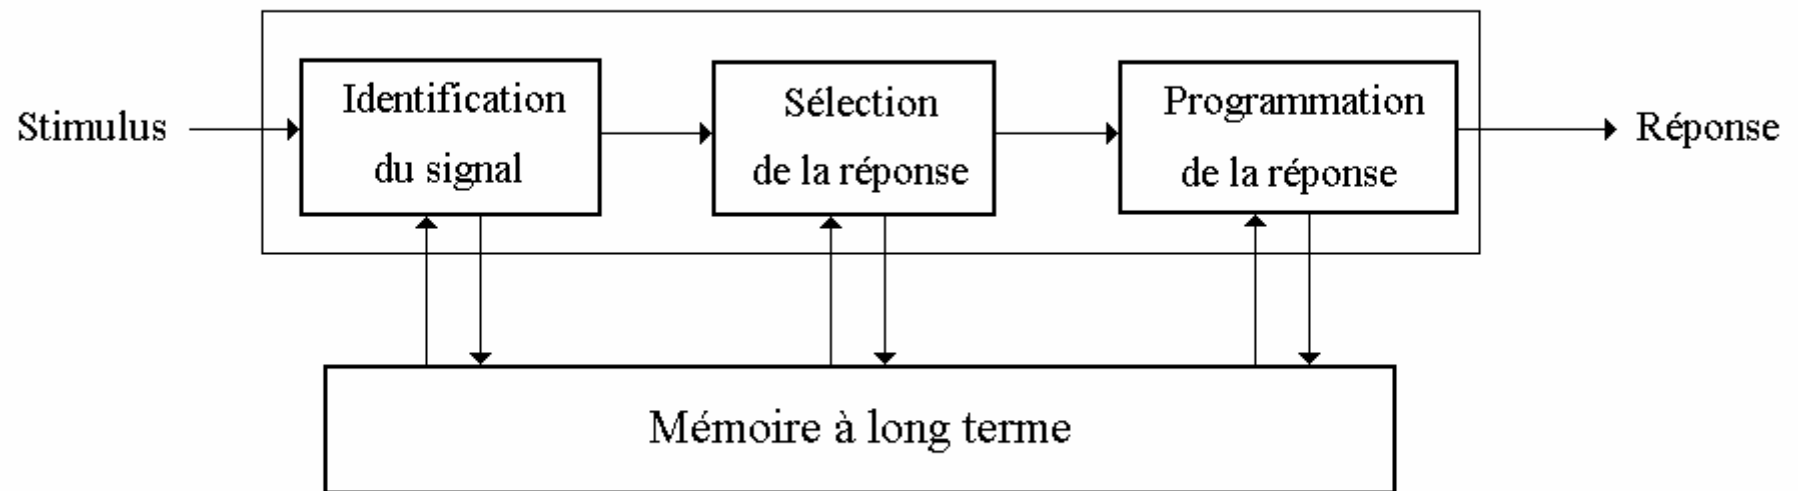 Stimulus
Identification
du signal
Sélection
de la réponse
Programmation
de la réponse
Réponse
Mémoire à long terme